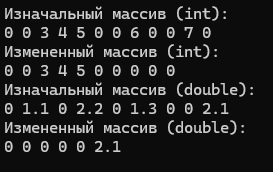 Изначальный массив (int):
0 0 3 4 5 0 0 6 0 0 7 0
Измененный массив (int):
0 0 3 4 5 0 0 0 0 0
Изначальный массив (double):
0 1.1 0 2.2 0 1.3 0 0 2.1
Измененный массив (double):
0 0 0 0 0 2.1